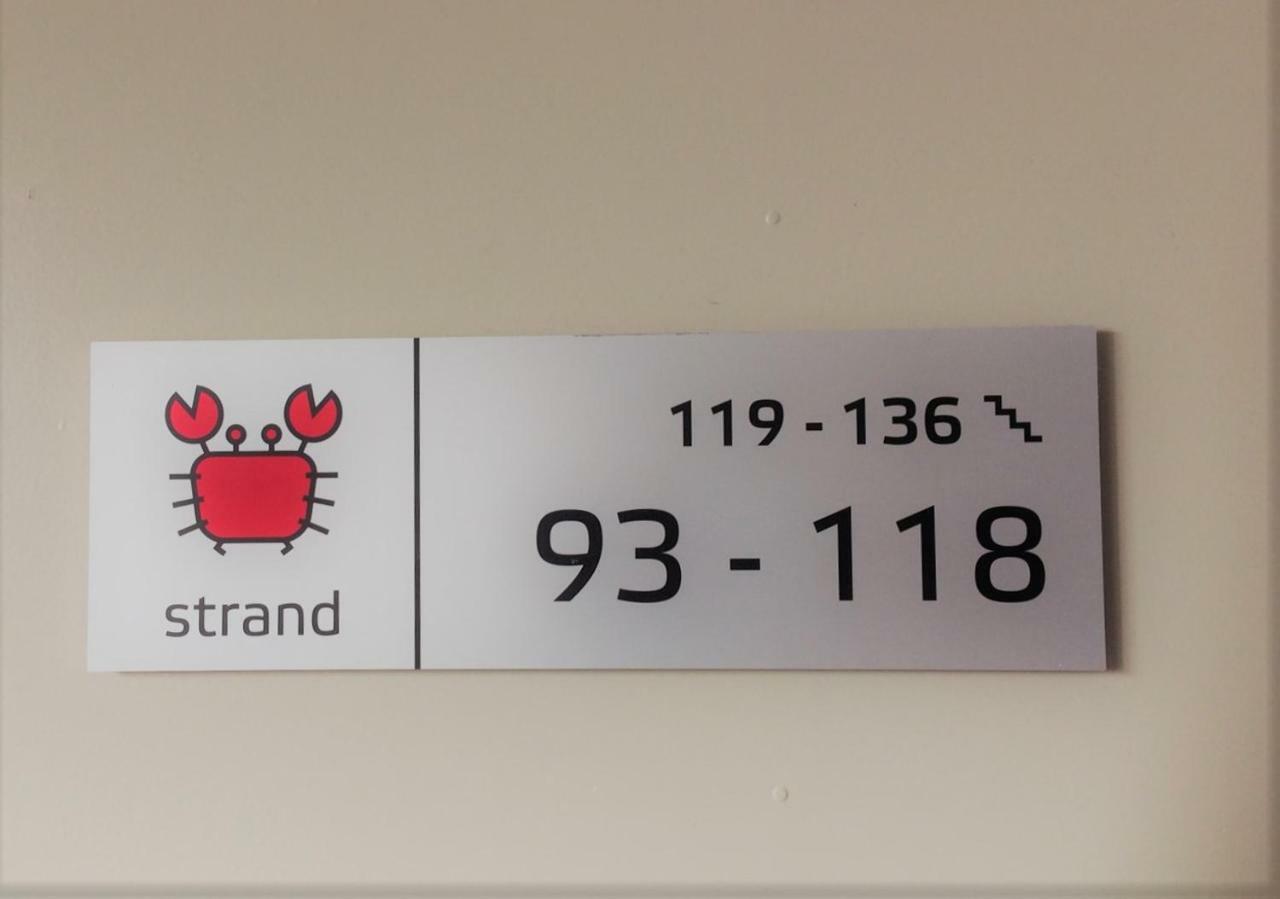 strand
119 - 136
93 - 118